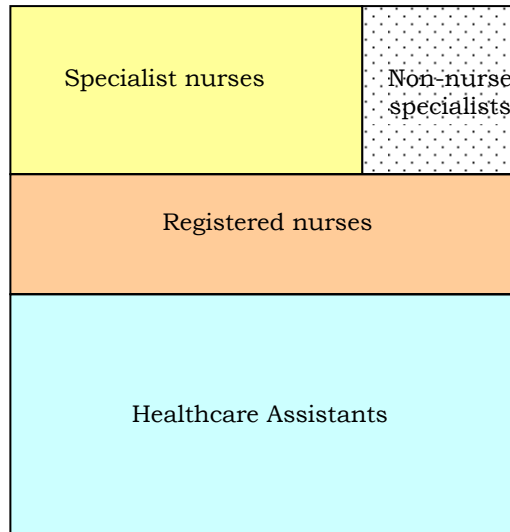 Specialist nurses
Non-nurse
specialists
Registered nurses
Healthcare Assistants